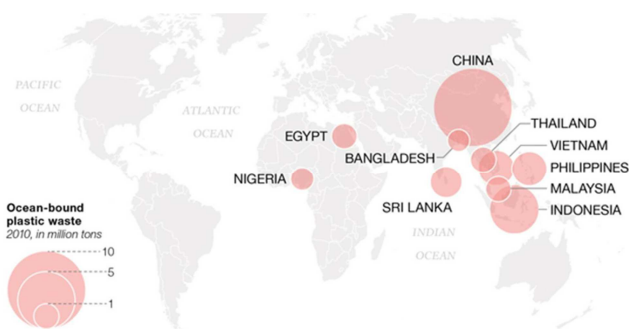 CHINA
PACIFIC
OCEAN
ATLANTIC
OCEAN
THAILAND
EGYPT
VIETNAM
BANGLADESH
PHILIPPINES
NIGERIA
MALAYSIA
SRI LANKA
INDONESIA
INDIAN
OCEAN
Ocean-bound
plastic waste
2010, in million tons
10
5
1